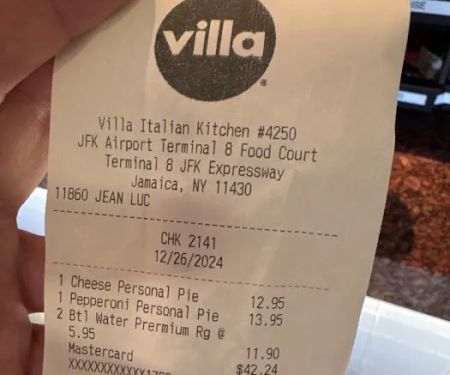 villa
Villa Italian Kitchen #4250
JFK Airport Terminal 8 Food Court
Terminal 8 JFK Expressway
Jamaica, NY 11430
11860 JEAN LUC
CHK 2141
12/26/2024
1 Cheese Personal Pie 12.95
1 Pepperoni Personal Pie 13.95
2 Btl Water Prermium Rg @
5.95 11.90
Mastercard $42.24